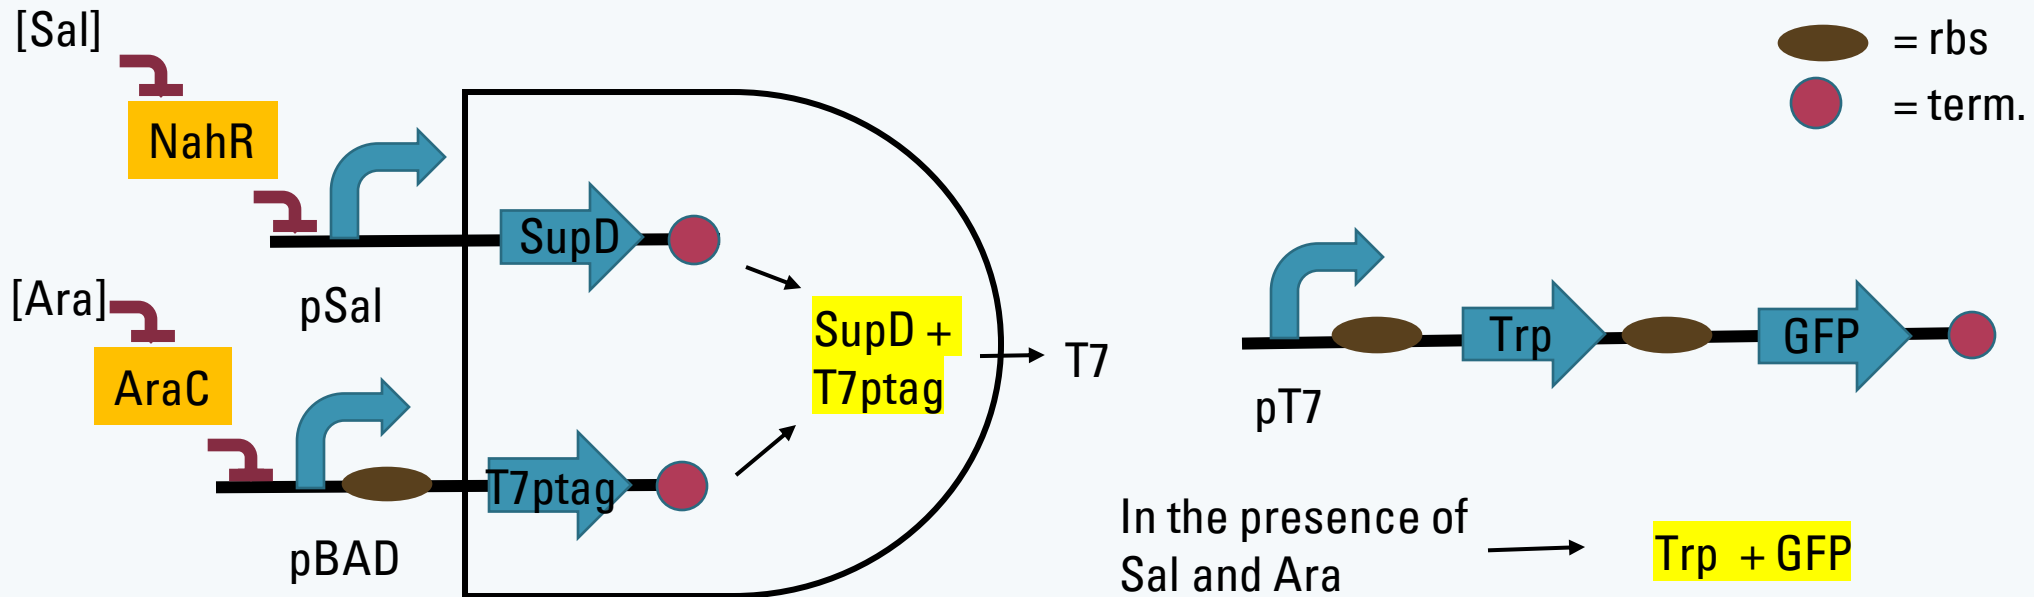 [Sal]
NahR
SupD
pSal
[Ara]
AraC
T7ptag
pBAD
SupD +
T7ptag
T7
= rbs
= term.
Trp
GFP
pT7
In the presence of
Sal and Ara
Trp + GFP